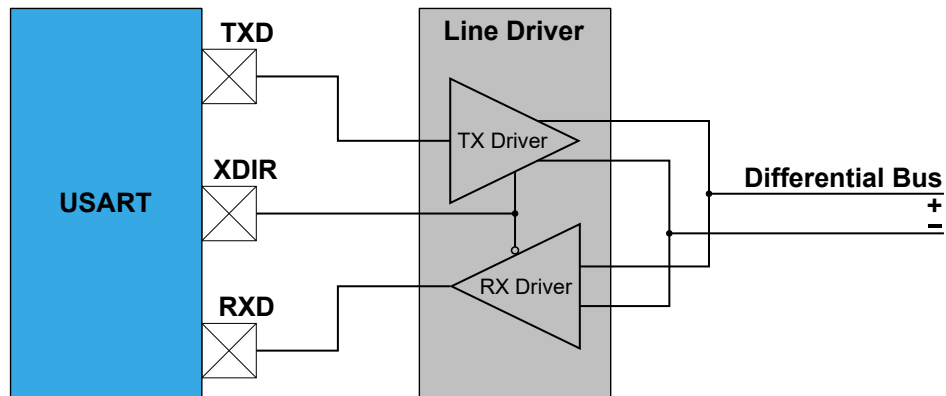 TXD
Line Driver
TX Driver
XDIR
USART
Differential Bus
+
−
RXD
RX Driver